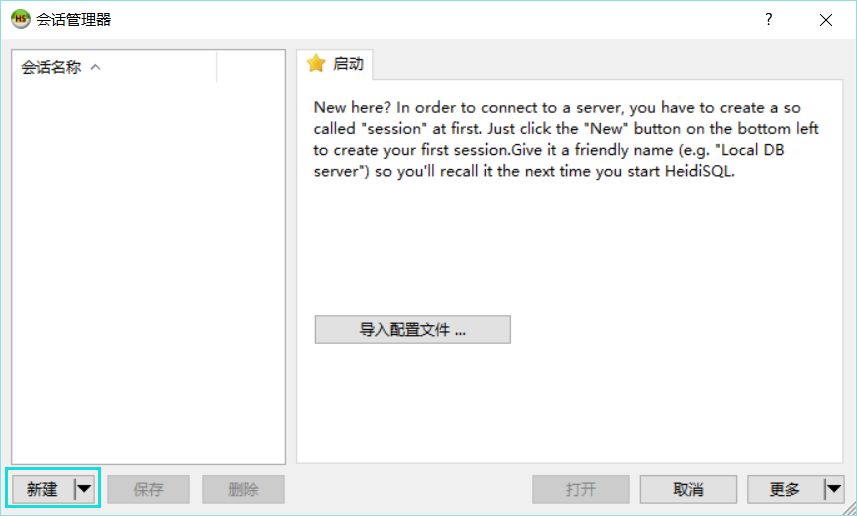 HS 会话管理器
?
会话名称
启动
New here? In order to connect to a server, you have to create a so
called "session" at first. Just click the "New" button on the bottom left
to create your first session.Give it a friendly name (e.g. "Local DB
server") so you'll recall it the next time you start HeidiSQL.
导入配置文件 ...
新建 保存 删除 打开 取消 更多